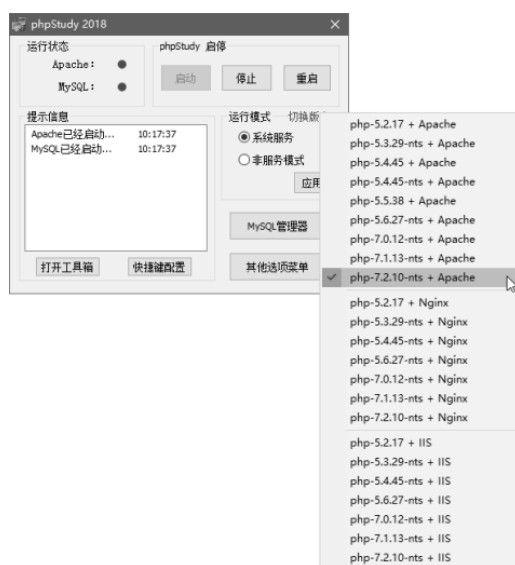 phpStudy 2018
运行状态
Apache:
MySQL:
phpStudy 启停
启动
停止
重启
提示信息
Apache已经启动... 10:17:37
MySQL已经启动... 10:17:37
运行模式 切换版
系统服务
非服务模式
应用
MySQL管理器
打开工具箱
快捷键配置
其他选项菜单
php-5.2.17 + Apache
php-5.3.29-nts + Apache
php-5.4.45 + Apache
php-5.4.45-nts + Apache
php-5.5.38 + Apache
php-5.6.27-nts + Apache
php-7.0.12-nts + Apache
php-7.1.13-nts + Apache
php-7.2.10-nts + Apache
php-5.2.17 + Nginx
php-5.3.29-nts + Nginx
php-5.4.45-nts + Nginx
php-5.6.27-nts + Nginx
php-7.0.12-nts + Nginx
php-7.1.13-nts + Nginx
php-7.2.10-nts + Nginx
php-5.2.17 + IIS
php-5.3.29-nts + IIS
php-5.4.45-nts + IIS
php-5.6.27-nts + IIS
php-7.0.12-nts + IIS
php-7.1.13-nts + IIS
php-7.2.10-nts + IIS